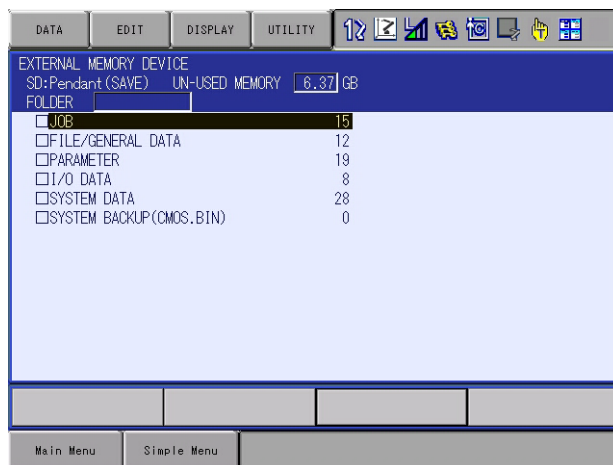 DATA EDIT DISPLAY UTILITY
EXTERNAL MEMORY DEVICE
SD:Pendant(SAVE) UN-USED MEMORY 6.37 GB
FOLDER
JOB 15
FILE/GENERAL DATA 12
PARAMETER 19
I/O DATA 8
SYSTEM DATA 28
SYSTEM BACKUP(CMOS.BIN) 0
Main Menu Simple Menu